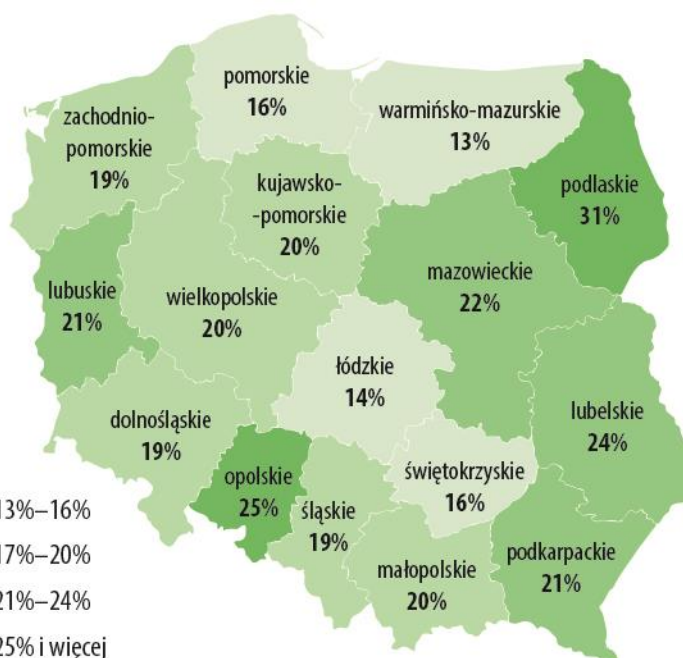 pomorskie
16%
warmińsko-mazurskie
13%
zachodnio-
pomorskie
19%
podlaskie
31%
kujawsko-
-pomorskie
20%
mazowieckie
22%
lubuskie
21%
wielkopolskie
20%
łódzkie
14%
lubelskie
24%
dolnośląskie
19%
opolskie
25%
śląskie
19%
świętokrzyskie
16%
małopolskie
20%
podkarpackie
21%
13%–16%
17%–20%
21%–24%
25% i więcej